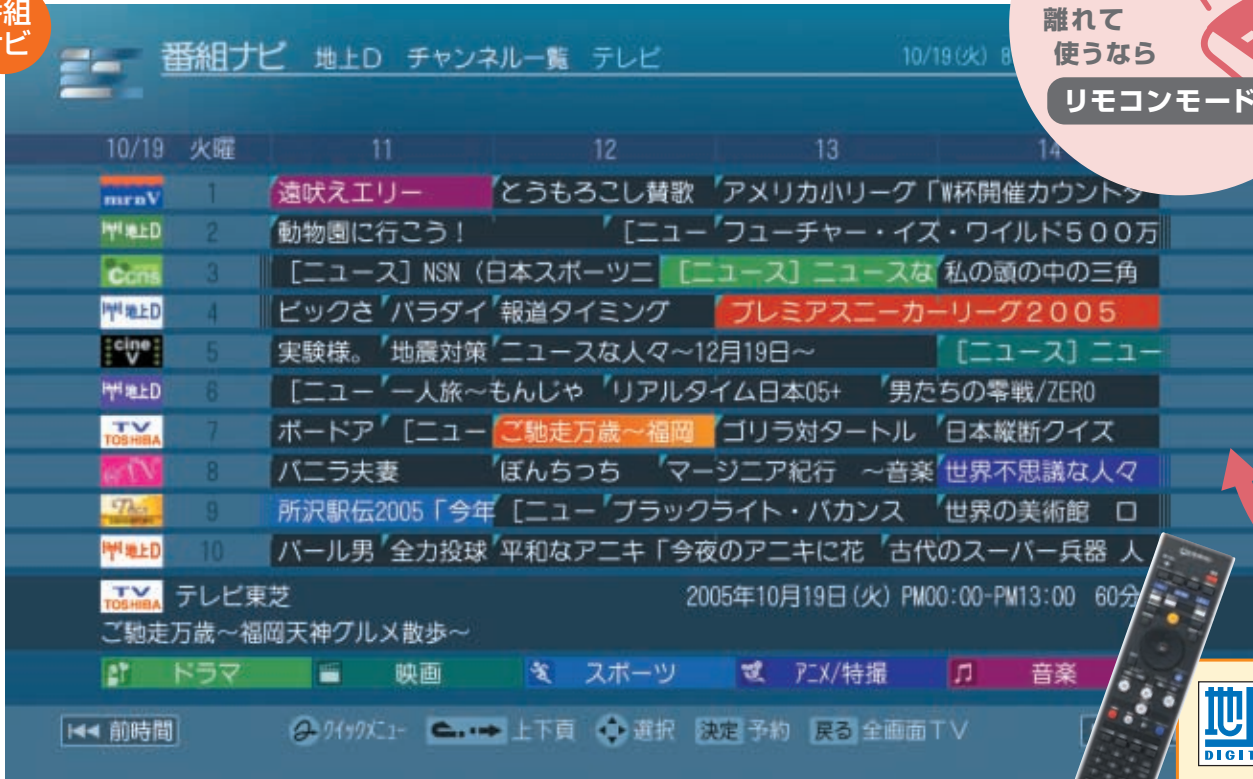 番組
ナビ
番組ナビ 地上D チャンネル一覧 テレビ 10/19(火) 8
離れて
使うなら
リモコンモード
10/19 火曜 11 12 13 14
mrnV 1 遠吠えエリー とうもろこし賛歌 アメリカ小リーグ「W杯開催カウントダ
地上D 2 動物園に行こう! [ニュー フューチャー・イズ・ワイルド500万
Ccns 3 [ニュース] NSN (日本スポーツニ [ニュース] ニュースな 私の頭の中の三角
地上D 4 ビックさ パラダイ 報道タイミング プレミアスニーカーリーグ2005
cine V 5 実験様。 地震対策 ニュースな人々~12月19日~ [ニュース] ニュー
地上D 6 [ニュー 一人旅~もんじゃ リアルタイム日本05+ 男たちの零戦/ZERO
TV TOSHIBA 7 ボードア [ニュー ご馳走万歳~福岡 ゴリラ対タートル 日本縦断クイズ
8 バニラ夫妻 ぼんちっち マージニア紀行 ~音楽 世界不思議な人々
9 所沢駅伝2005「今年 [ニュー ブラックライト・バカンス 世界の美術館 ロ
地上D 10 パール男 全力投球 平和なアニキ「今夜のアニキに花 古代のスーパー兵器 人
TV TOSHIBA テレビ東芝 2005年10月19日(火) PM00:00-PM13:00 60分
ご馳走万歳~福岡天神グルメ散歩~
ドラマ 映画 スポーツ アニメ/特撮 音楽
前時間 クイックメニュー 上下頁 選択 決定 予約 戻る 全画面TV
地
DIGIT